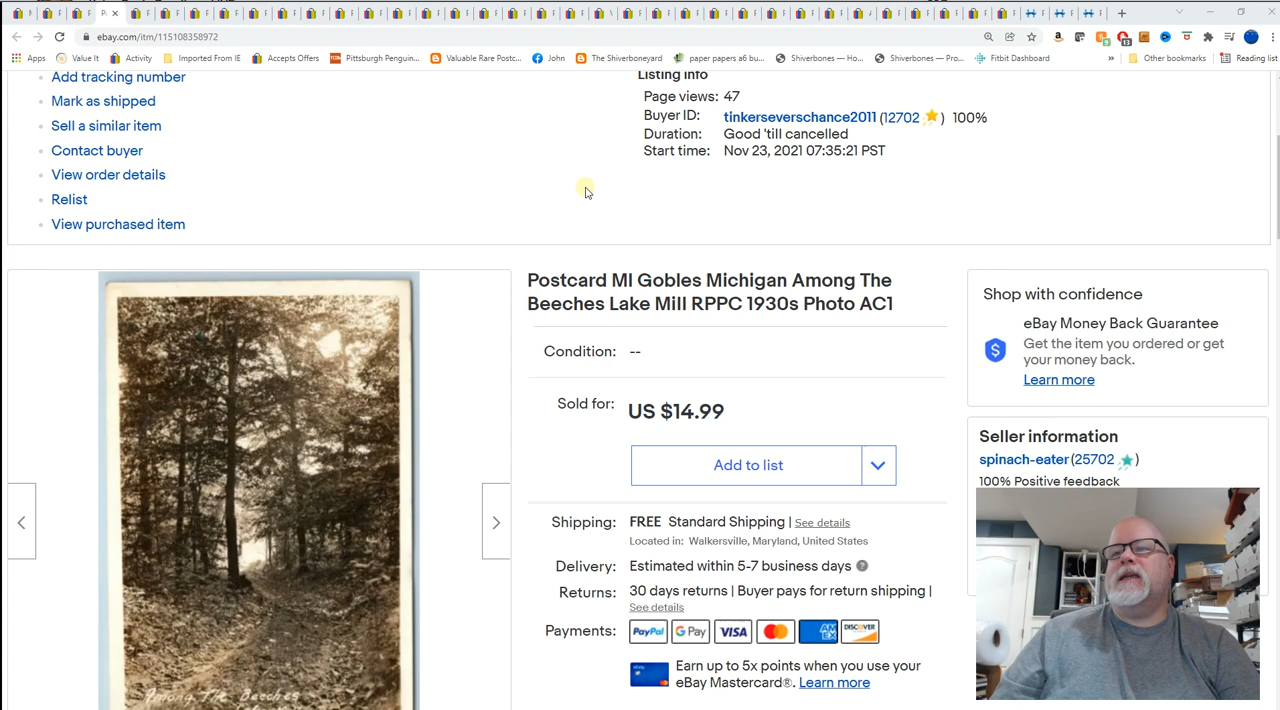 ebay.com/itm/115108358972
Apps Value It Activity Imported From IE Accepts Offers Pittsburgh Penguin... Valuable Rare Postc... John The Shiverboneyard paper papers a6 bu... Shiverbones — Ho... Shiverbones — Pro... Fitbit Dashboard » Other bookmarks Reading list
Add tracking number
Mark as shipped
Sell a similar item
Contact buyer
View order details
Relist
View purchased item
Listing info
Page views: 47
Buyer ID: tinkerseverschance2011 (12702 ) 100%
Duration: Good 'till cancelled
Start time: Nov 23, 2021 07:35:21 PST
Postcard MI Gobles Michigan Among The
Beeches Lake Mill RPPC 1930s Photo AC1
Condition: --
Sold for: US $14.99
Add to list
Shipping: FREE Standard Shipping | See details
Located in: Walkersville, Maryland, United States
Delivery: Estimated within 5-7 business days
Returns: 30 days returns | Buyer pays for return shipping |
See details
Payments: PayPal G Pay VISA AM EX DISCOVER
Earn up to 5x points when you use your
eBay Mastercard®. Learn more
Shop with confidence
eBay Money Back Guarantee
Get the item you ordered or get
your money back.
Learn more
Seller information
spinach-eater (25702 )
100% Positive feedback
Among The Beeches